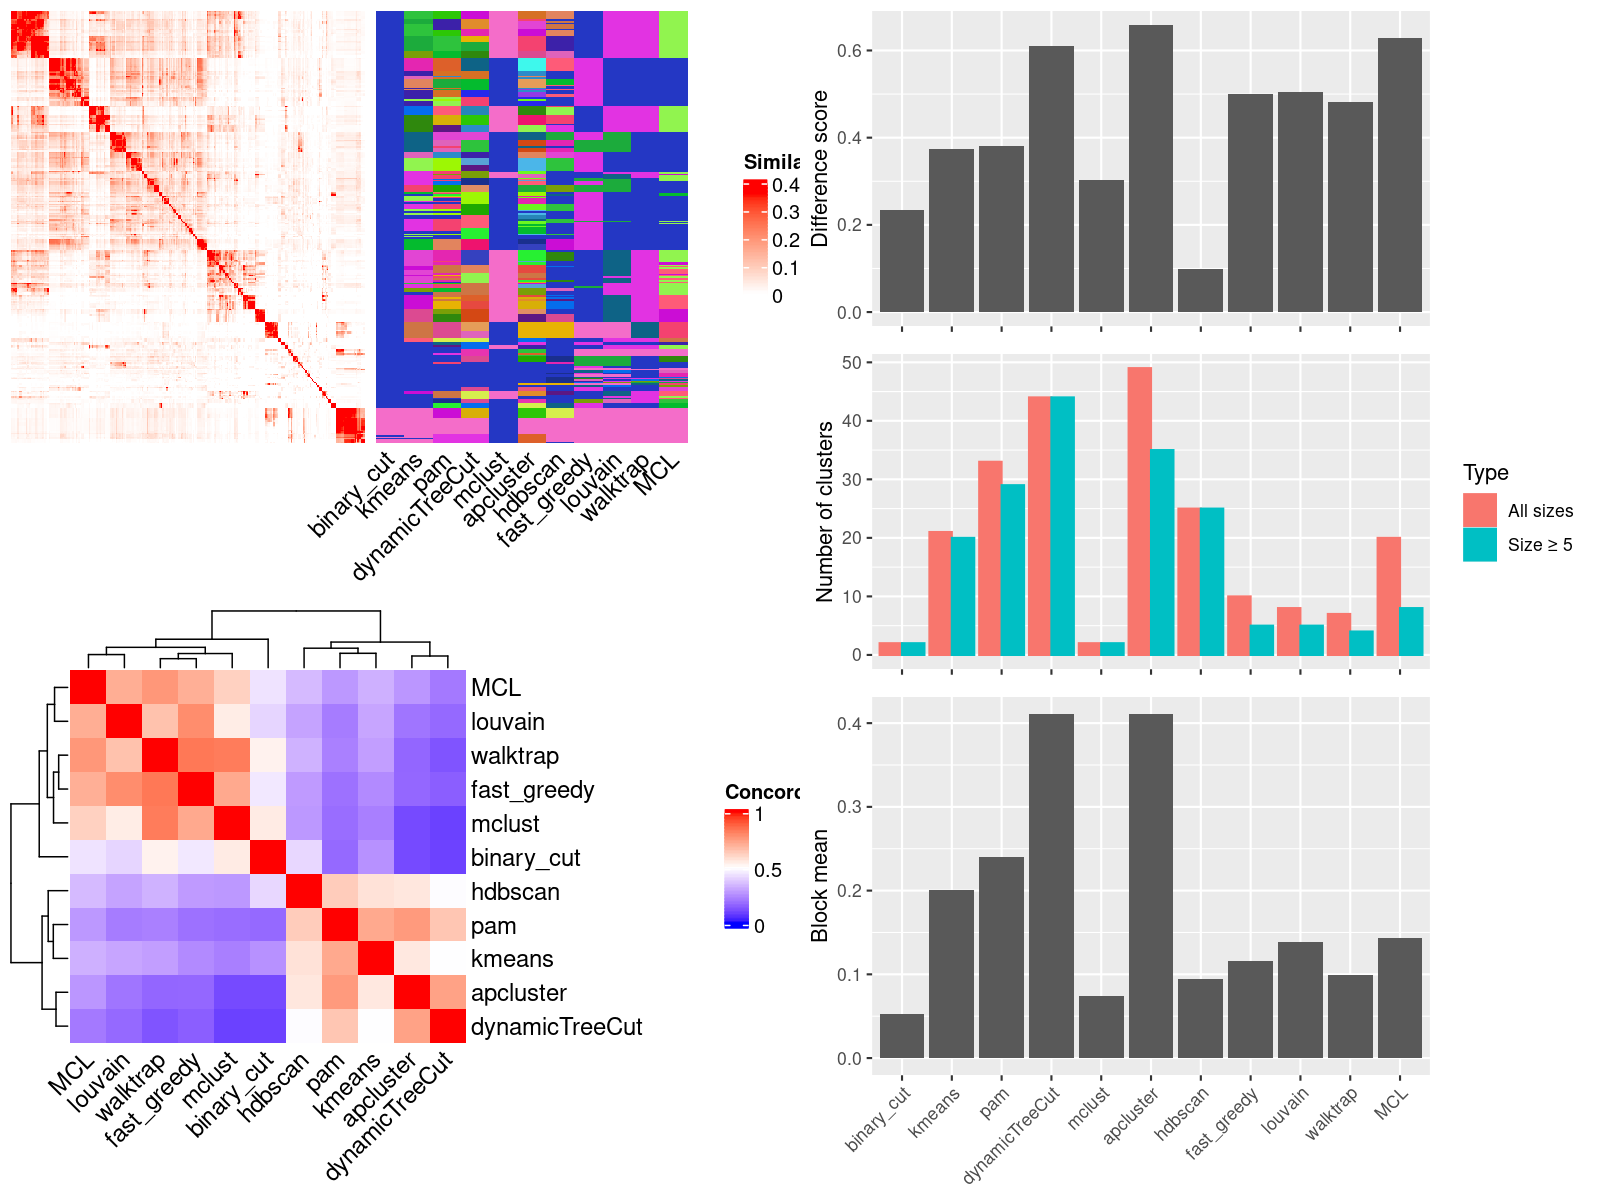 Simila
0.4
0.3
0.2
0.1
0
binary_cut
kmeans
pam
dynamicTreeCut
mclust
apcluster
hdbscan
fast_greedy
louvain
walktrap
MCL
Difference score
0.6
0.4
0.2
0.0
Number of clusters
50
40
30
20
10
0
Type
All sizes
Size ≥ 5
MCL
louvain
walktrap
fast_greedy
mclust
binary_cut
hdbscan
pam
kmeans
apcluster
dynamicTreeCut
MCL
louvain
walktrap
fast_greedy
mclust
binary_cut
hdbscan
pam
kmeans
apcluster
dynamicTreeCut
Concord
1
0.5
0
Block mean
0.4
0.3
0.2
0.1
0.0
binary_cut
kmeans
pam
dynamicTreeCut
mclust
apcluster
hdbscan
fast_greedy
louvain
walktrap
MCL